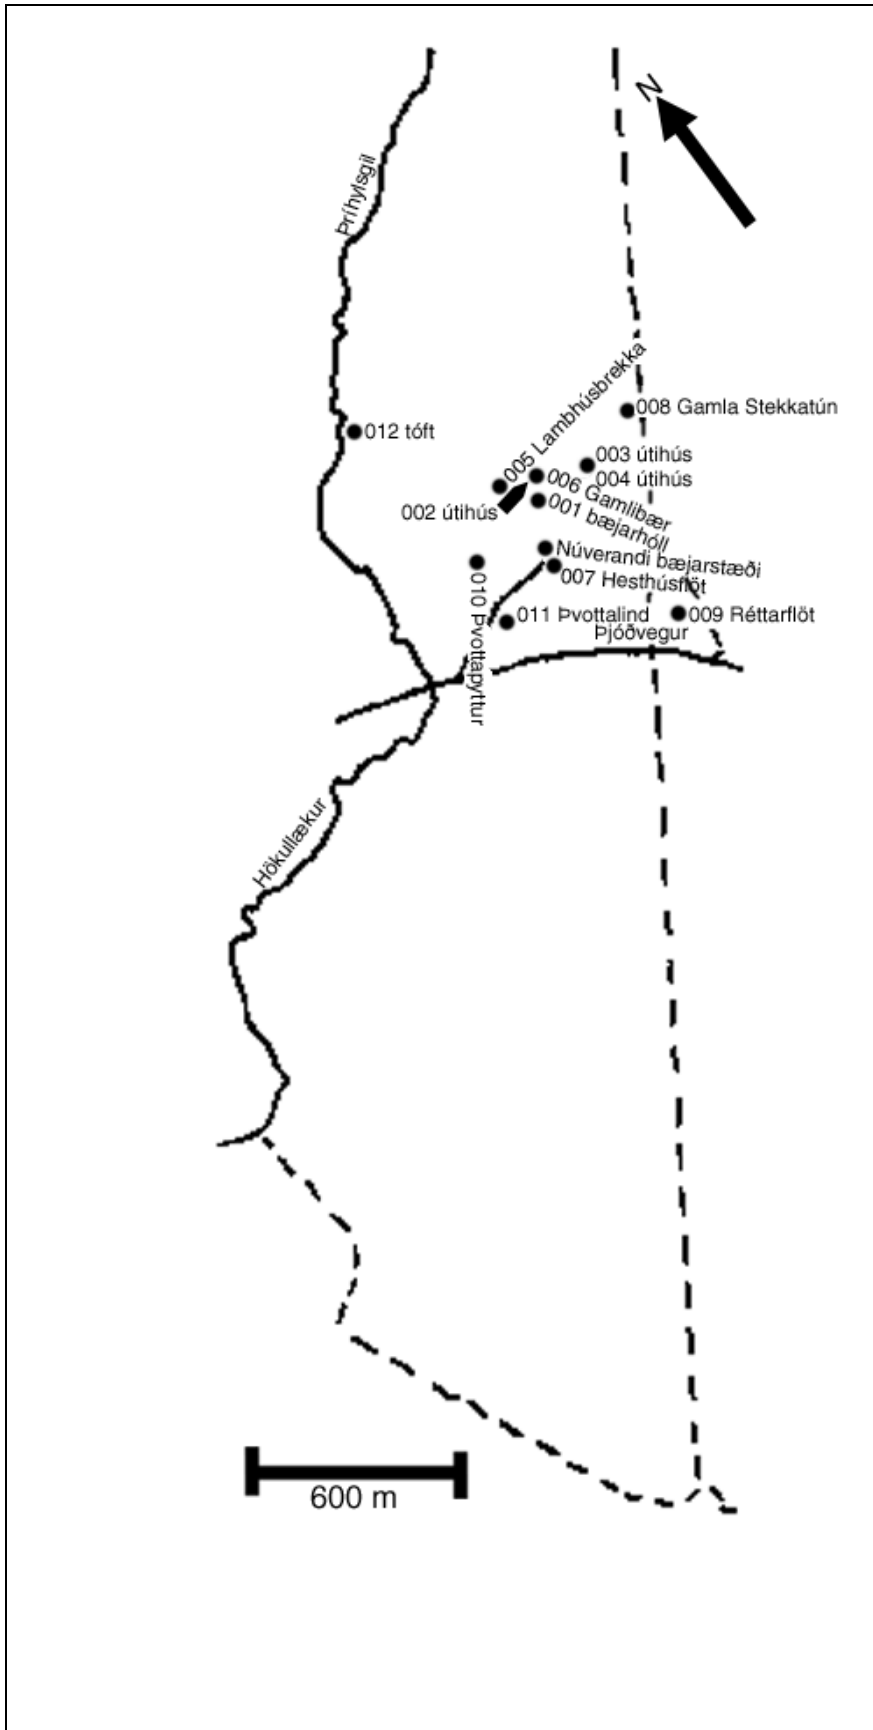 N
Þríhylsgil
005 Lambhúsbrekka
008 Gamla Stekkatún
012 tóft
003 útihús
004 útihús
006 Gamlibær
002 útihús
001 bæjarhóll
Núverandi bæjarstæði
007 Hesthúsflöt
010 Þvottapyttur
011 Þvottalind
009 Réttarflöt
Þjóðvegur
Hökullækur
600 m